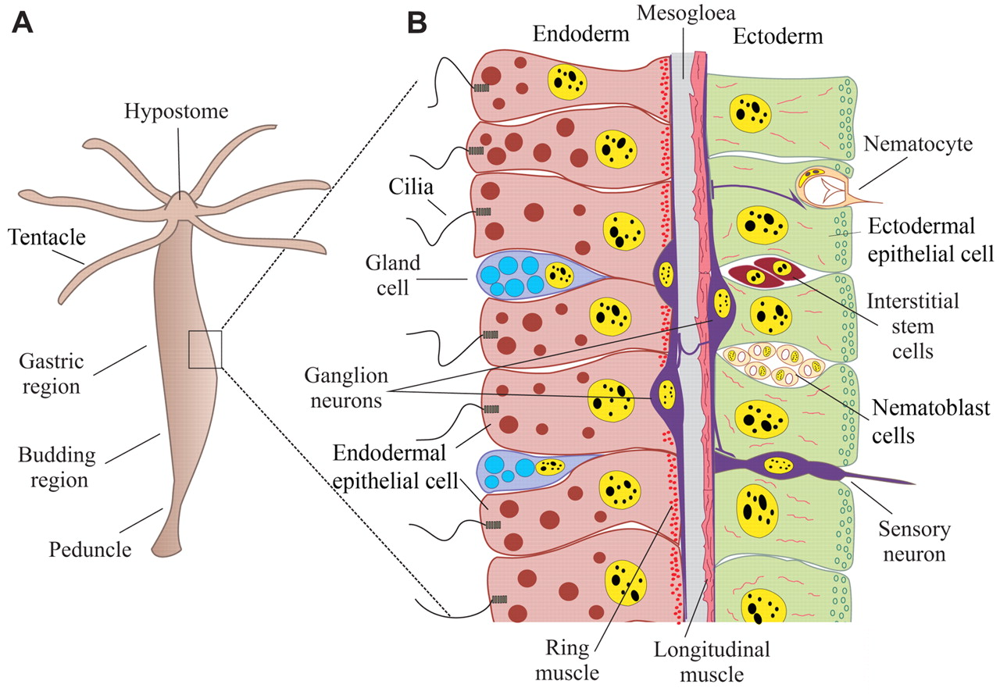 A
Hypostome
Tentacle
Gastric
region
Budding
region
Peduncle
B
Mesogloea
Endoderm
Ectoderm
Cilia
Gland
cell
Ganglion
neurons
Endodermal
epithelial cell
Ring
muscle
Longitudinal
muscle
Nematocyte
Ectodermal
epithelial cell
Interstitial
stem
cells
Nematoblast
cells
Sensory
neuron